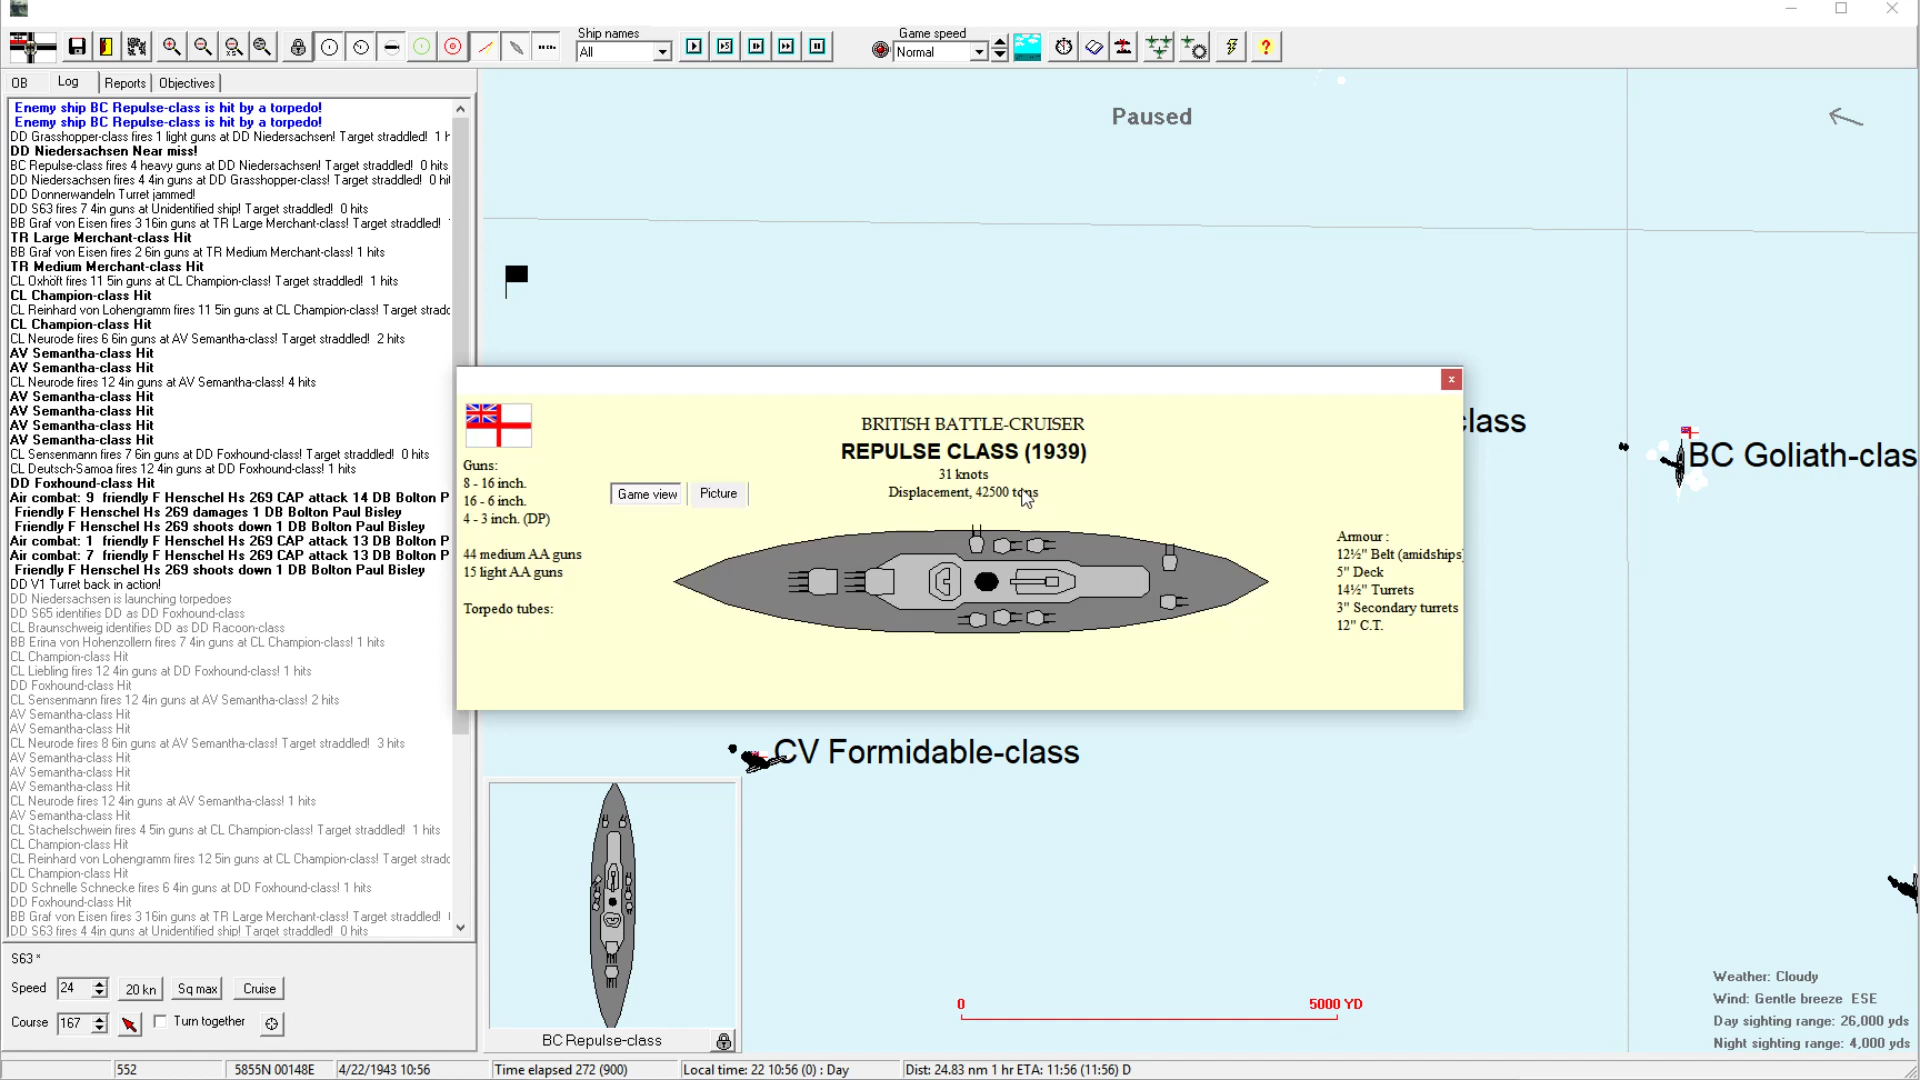 Ship names
All
Game speed
Normal
OB
Log
Reports
Objectives
Enemy ship BC Repulse-class is hit by a torpedo!
Enemy ship BC Repulse-class is hit by a torpedo!
DD Grasshopper-class fires 1 light guns at DD Niedersachsen! Target straddled! 1 h
DD Niedersachsen Near miss!
BC Repulse-class fires 4 heavy guns at DD Niedersachsen! Target straddled! 0 hits
DD Niedersachsen fires 4 4in guns at DD Grasshopper-class! Target straddled! 0 hi
DD Donnerwandeln Turret jammed!
DD S63 fires 7 4in guns at Unidentified ship! Target straddled! 0 hits
BB Graf von Eisen fires 3 16in guns at TR Large Merchant-class! Target straddled!
TR Large Merchant-class Hit
BB Graf von Eisen fires 2 6in guns at TR Medium Merchant-class! 1 hits
TR Medium Merchant-class Hit
CL Oxhöft fires 11 5in guns at CL Champion-class! Target straddled! 1 hits
CL Champion-class Hit
CL Reinhard von Lohengramm fires 11 5in guns at CL Champion-class! Target stradd
CL Champion-class Hit
CL Neurode fires 6 6in guns at AV Semantha-class! Target straddled! 2 hits
AV Semantha-class Hit
AV Semantha-class Hit
CL Neurode fires 12 4in guns at AV Semantha-class! 4 hits
AV Semantha-class Hit
AV Semantha-class Hit
AV Semantha-class Hit
AV Semantha-class Hit
CL Sensenmann fires 7 6in guns at DD Foxhound-class! Target straddled! 0 hits
CL Deutsch-Samoa fires 12 4in guns at DD Foxhound-class! 1 hits
DD Foxhound-class Hit
Air combat: 9 friendly F Henschel Hs 269 CAP attack 14 DB Bolton P
Friendly F Henschel Hs 269 damages 1 DB Bolton Paul Bisley
Friendly F Henschel Hs 269 shoots down 1 DB Bolton Paul Bisley
Air combat: 1 friendly F Henschel Hs 269 CAP attack 13 DB Bolton P
Air combat: 7 friendly F Henschel Hs 269 CAP attack 13 DB Bolton P
Friendly F Henschel Hs 269 shoots down 1 DB Bolton Paul Bisley
DD V1 Turret back in action!
DD Niedersachsen is launching torpedoes
DD S65 identifies DD as DD Foxhound-class
CL Braunschweig identifies DD as DD Racoon-class
BB Erina von Hohenzollern fires 7 4in guns at CL Champion-class! 1 hits
CL Champion-class Hit
CL Liebling fires 12 4in guns at DD Foxhound-class! 1 hits
DD Foxhound-class Hit
CL Sensenmann fires 12 4in guns at AV Semantha-class! 2 hits
AV Semantha-class Hit
AV Semantha-class Hit
CL Neurode fires 8 6in guns at AV Semantha-class! Target straddled! 3 hits
AV Semantha-class Hit
AV Semantha-class Hit
AV Semantha-class Hit
CL Neurode fires 12 4in guns at AV Semantha-class! 1 hits
AV Semantha-class Hit
CL Stachelschwein fires 4 5in guns at CL Champion-class! Target straddled! 1 hits
CL Champion-class Hit
CL Reinhard von Lohengramm fires 12 5in guns at CL Champion-class! Target stradd
CL Champion-class Hit
DD Schnelle Schnecke fires 6 4in guns at DD Foxhound-class! 1 hits
DD Foxhound-class Hit
BB Graf von Eisen fires 3 16in guns at TR Large Merchant-class! Target straddled!
DD S63 fires 4 4in guns at Unidentified ship! Target straddled! 0 hits
S63 *
Speed 24 20 kn Sq max Cruise
Course 167 Turn together
Paused
class
BC Goliath-clas
BRITISH BATTLE-CRUISER
REPULSE CLASS (1939)
31 knots
Displacement, 42500 tons
Guns:
8 - 16 inch.
16 - 6 inch.
4 - 3 inch. (DP)
44 medium AA guns
15 light AA guns
Torpedo tubes:
Game view
Picture
Armour :
12½" Belt (amidships)
5" Deck
14½" Turrets
3" Secondary turrets
12" C.T.
CV Formidable-class
BC Repulse-class
0
5000 YD
Weather: Cloudy
Wind: Gentle breeze ESE
Day sighting range: 26,000 yds
Night sighting range: 4,000 yds
552
5855N 00148E
4/22/1943 10:56
Time elapsed 272 (900)
Local time: 22 10:56 (0) : Day
Dist: 24.83 nm 1 hr ETA: 11:56 (11:56) D